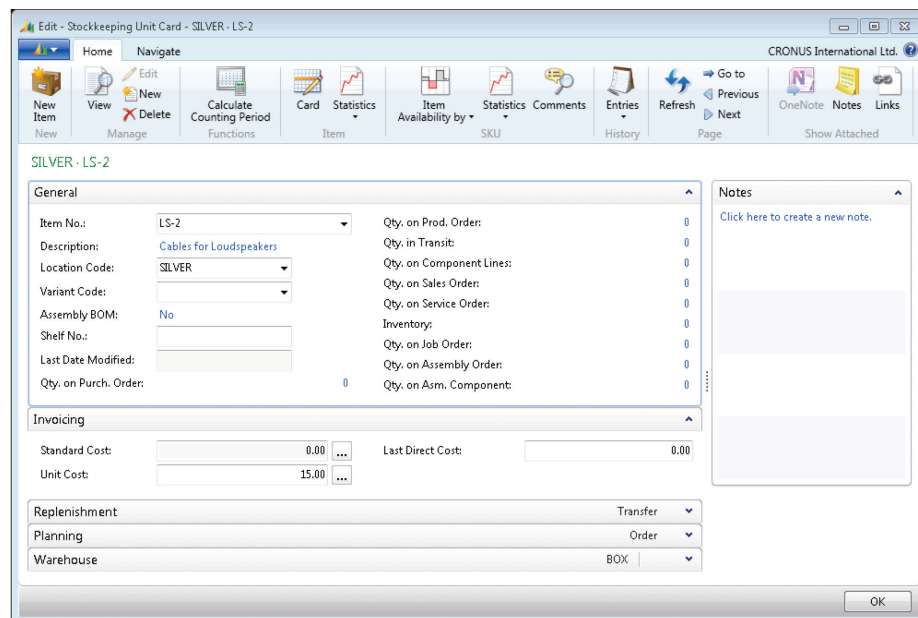 Edit - Stockkeeping Unit Card - SILVER · LS-2
Home Navigate CRONUS International Ltd.
New Item
View
Edit
New
Delete
Calculate Counting Period
Card
Statistics
Item Availability by
Statistics
Comments
Entries
Refresh
Go to
Previous
Next
OneNote
Notes
Links
New Manage Functions Item SKU History Page Show Attached
SILVER · LS-2
General
Item No.: LS-2
Description: Cables for Loudspeakers
Location Code: SILVER
Variant Code:
Assembly BOM: No
Shelf No.:
Last Date Modified:
Qty. on Purch. Order: 0
Qty. on Prod. Order: 0
Qty. in Transit: 0
Qty. on Component Lines: 0
Qty. on Sales Order: 0
Qty. on Service Order: 0
Inventory: 0
Qty. on Job Order: 0
Qty. on Assembly Order: 0
Qty. on Asm. Component: 0
Notes
Click here to create a new note.
Invoicing
Standard Cost: 0.00 ...
Unit Cost: 15.00 ...
Last Direct Cost: 0.00
Replenishment Transfer
Planning Order
Warehouse BOX
OK